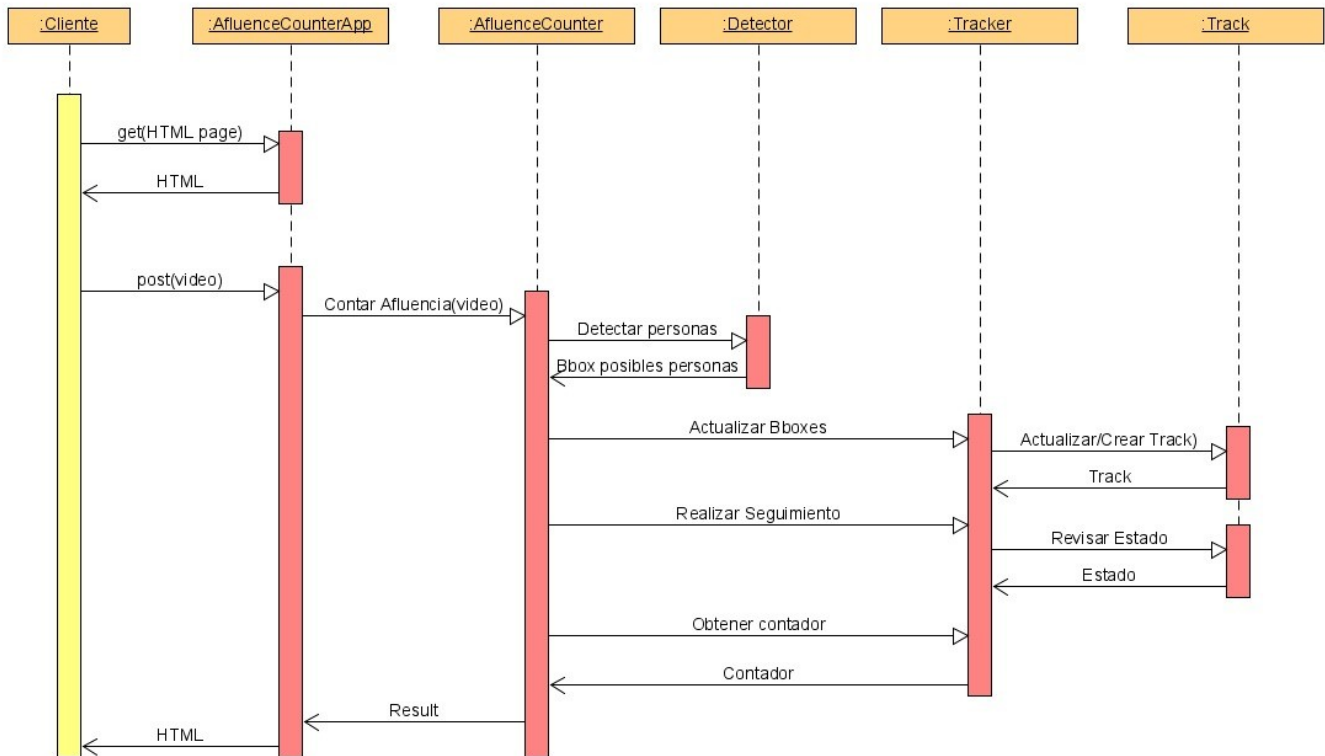 :Cliente
:AfluenceCounterApp
:AfluenceCounter
:Detector
:Tracker
:Track
get(HTML page)
HTML
post(video)
Contar Afluencia(video)
Detectar personas
Bbox posibles personas
Actualizar Bboxes
Actualizar/Crear Track)
Track
Realizar Seguimiento
Revisar Estado
Estado
Obtener contador
Contador
Result
HTML